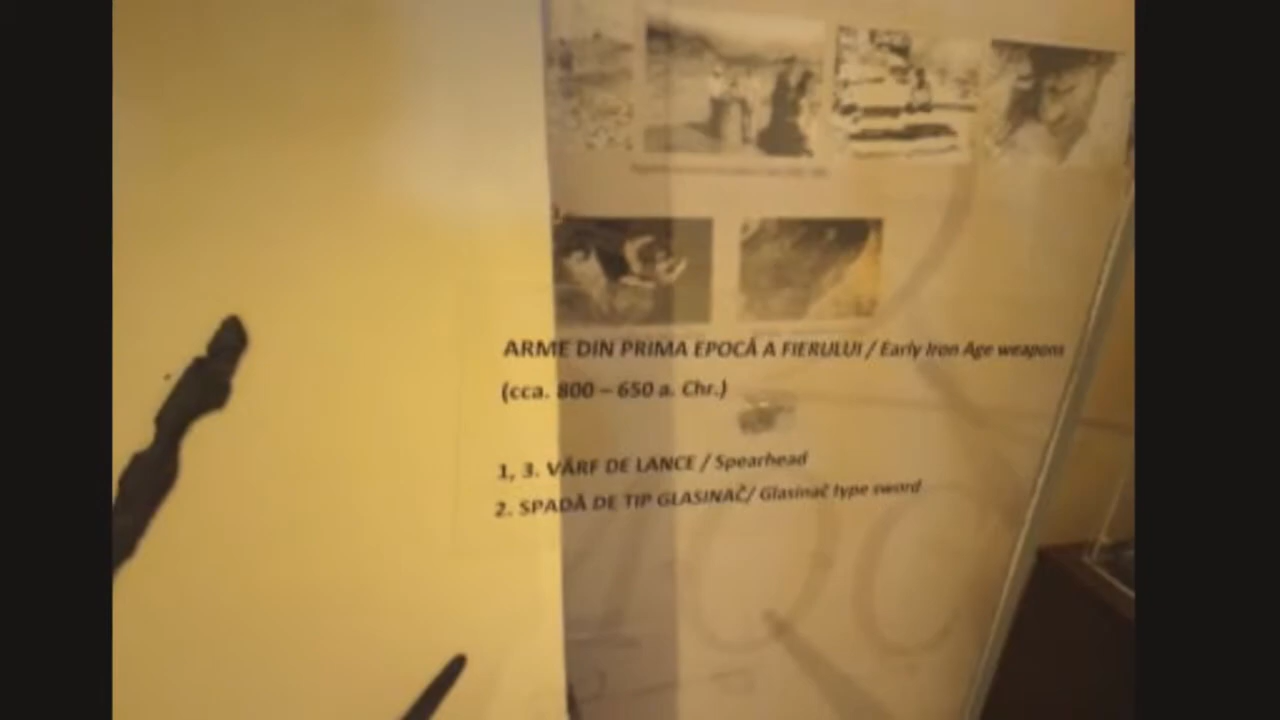 ARME DIN PRIMA EPOCĂ A FIERULUI / Early Iron Age weapons
(cca. 800 – 650 a. Chr.)
1, 3. VÂRF DE LANCE / Spearhead
2. SPADĂ DE TIP GLASINAČ/ Glasinač type sword